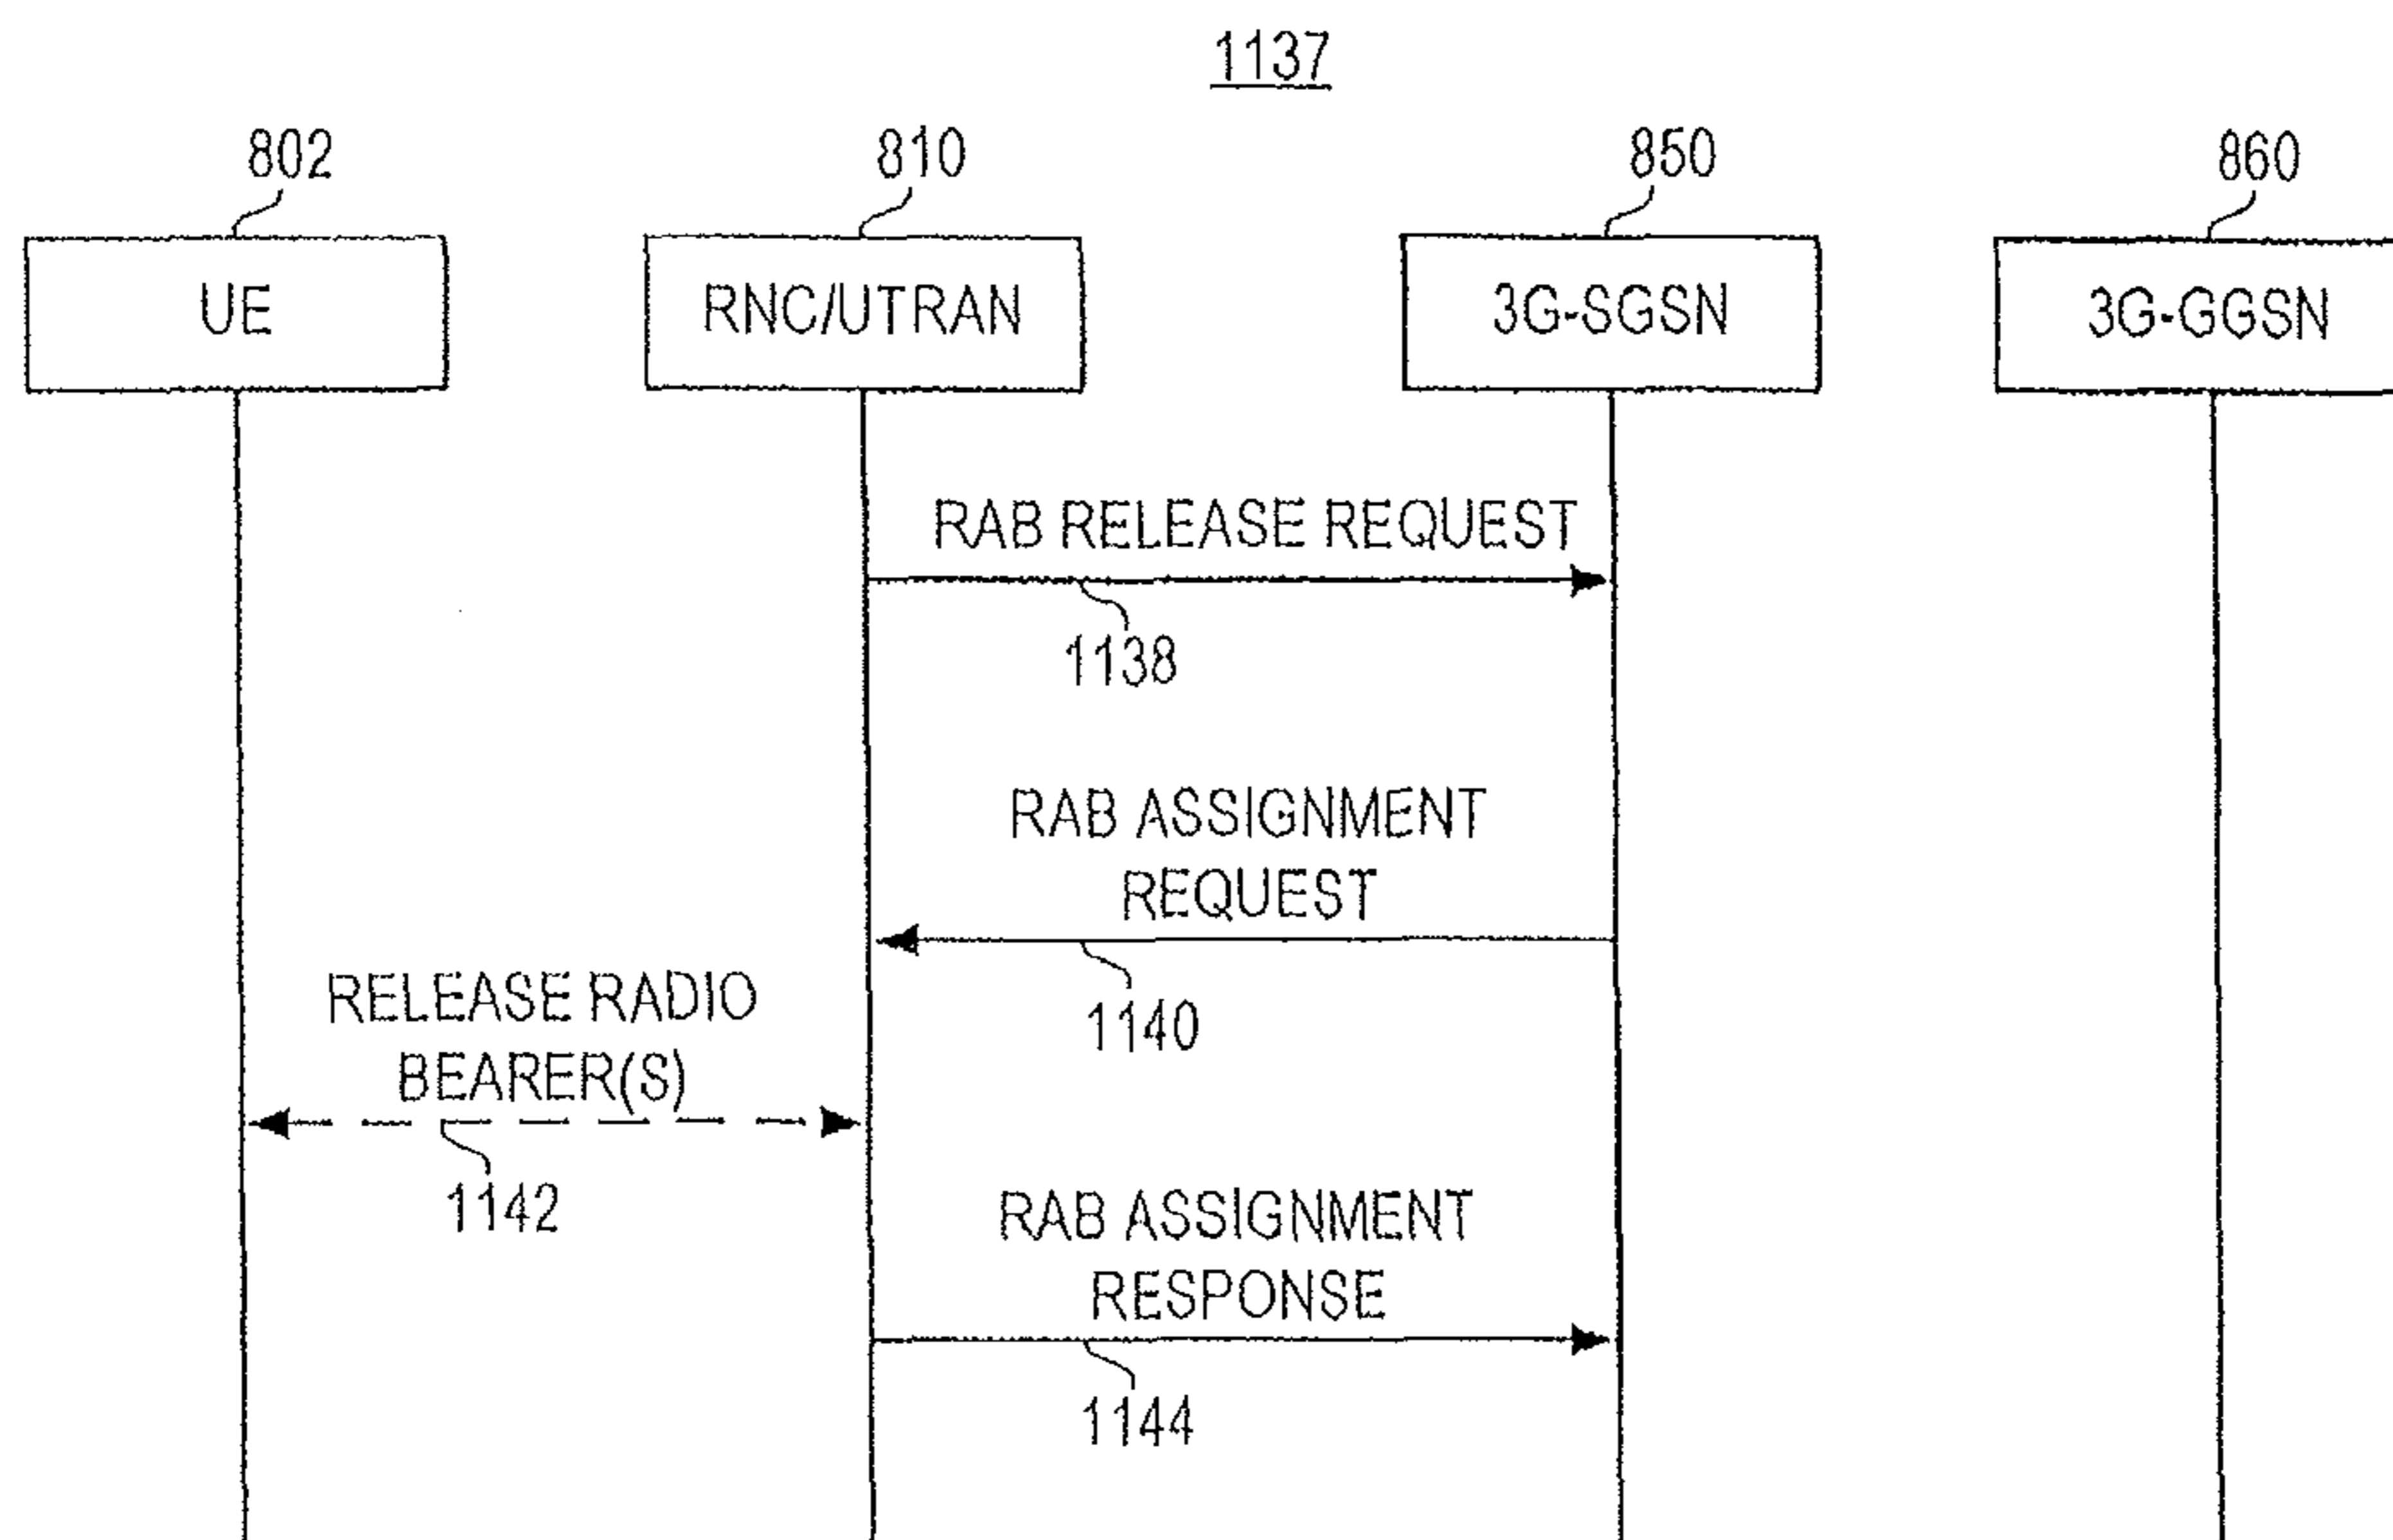 1137
802
810
850
860
UE
RNC/UTRAN
3G-SGSN
3G-GGSN
RAB RELEASE REQUEST
1138
RAB ASSIGNMENT
REQUEST
1140
RELEASE RADIO
BEARER(S)
1142
RAB ASSIGNMENT
RESPONSE
1144